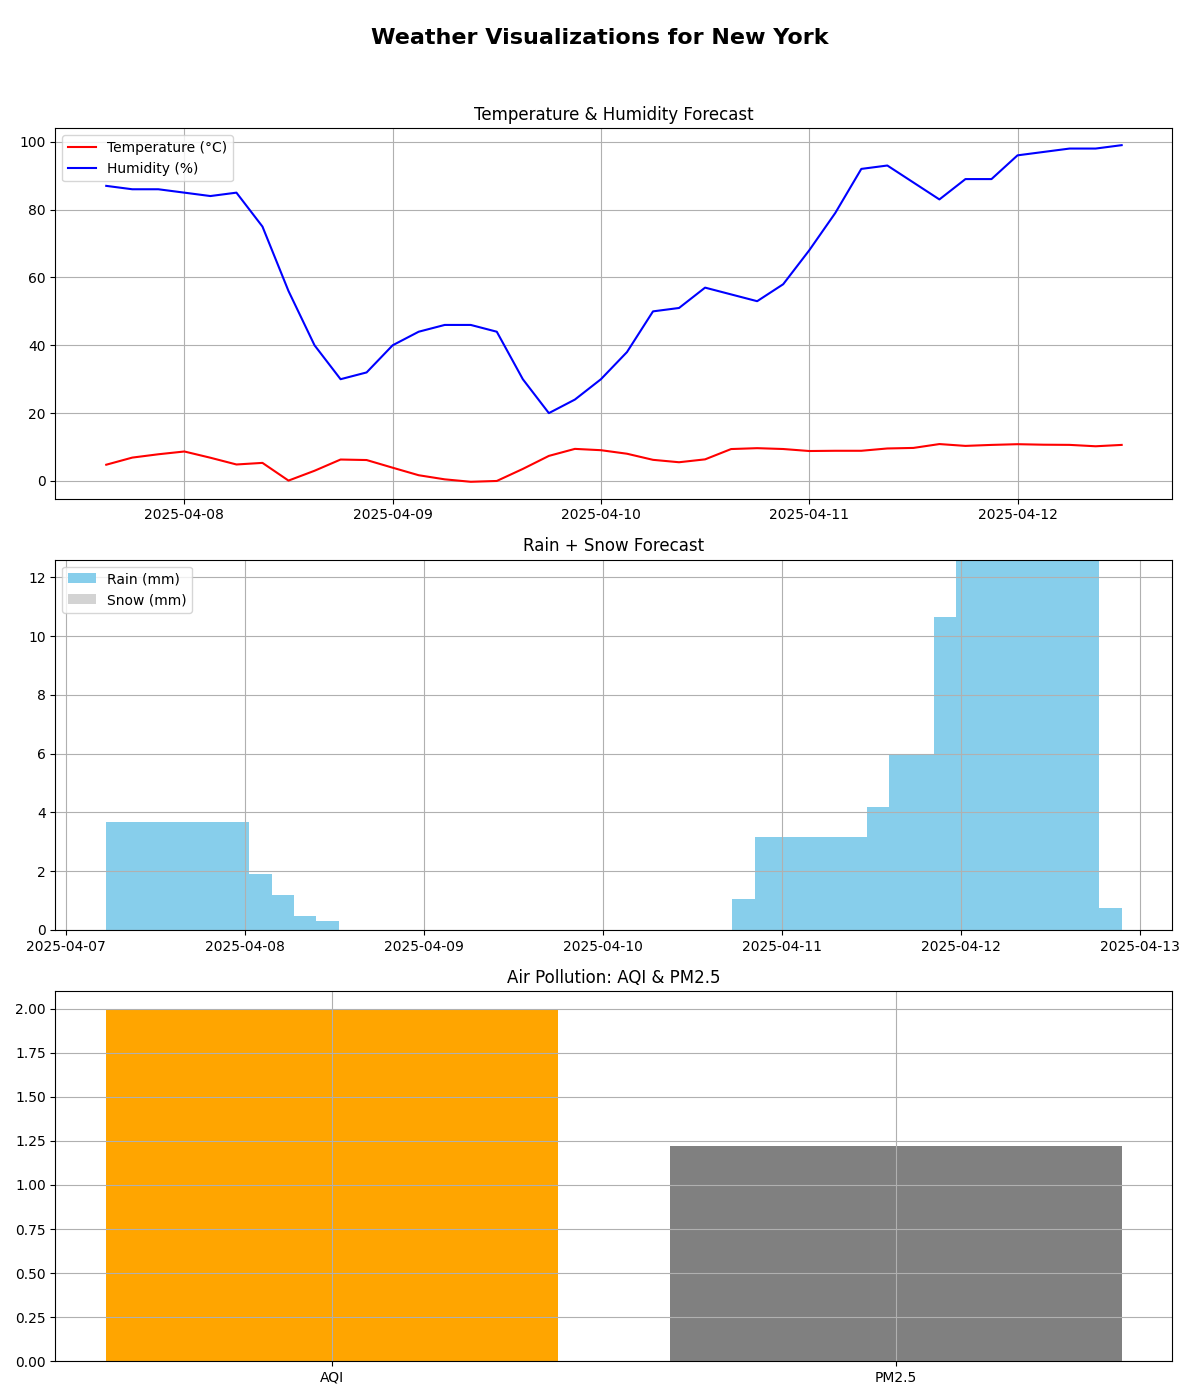 Weather Visualizations for New York
Temperature & Humidity Forecast
Temperature (°C)
Humidity (%)
100
80
60
40
20
0
2025-04-08 2025-04-09 2025-04-10 2025-04-11 2025-04-12
Rain + Snow Forecast
Rain (mm)
Snow (mm)
12
10
8
6
4
2
0
2025-04-07 2025-04-08 2025-04-09 2025-04-10 2025-04-11 2025-04-12 2025-04-13
Air Pollution: AQI & PM2.5
2.00
1.75
1.50
1.25
1.00
0.75
0.50
0.25
0.00
AQI PM2.5